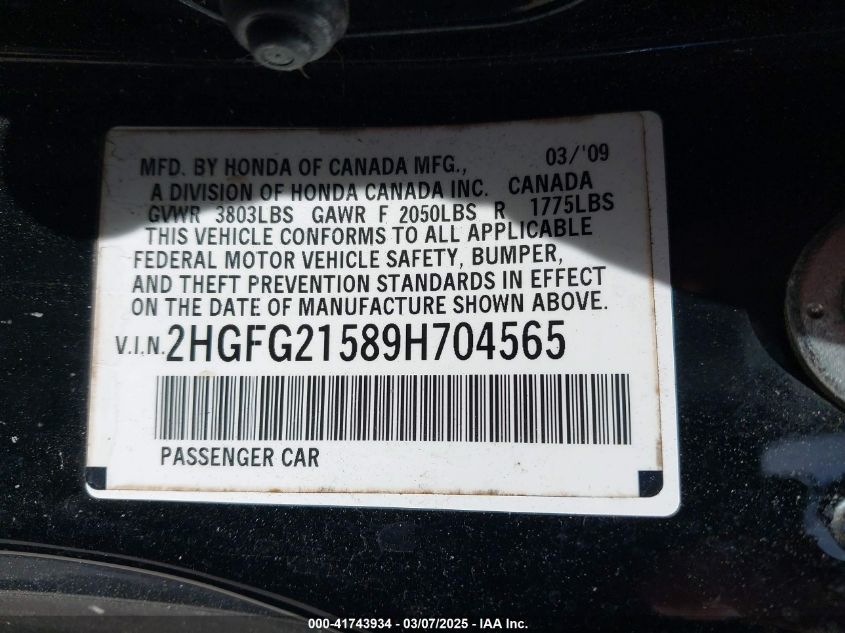 MFD. BY HONDA OF CANADA MFG., 03/'09
A DIVISION OF HONDA CANADA INC. CANADA
GVWR 3803LBS GAWR F 2050LBS R 1775LBS
THIS VEHICLE CONFORMS TO ALL APPLICABLE
FEDERAL MOTOR VEHICLE SAFETY, BUMPER,
AND THEFT PREVENTION STANDARDS IN EFFECT
ON THE DATE OF MANUFACTURE SHOWN ABOVE.
V.I.N. 2HGFG21589H704565
PASSENGER CAR
000-41743934 - 03/07/2025 - IAA Inc.